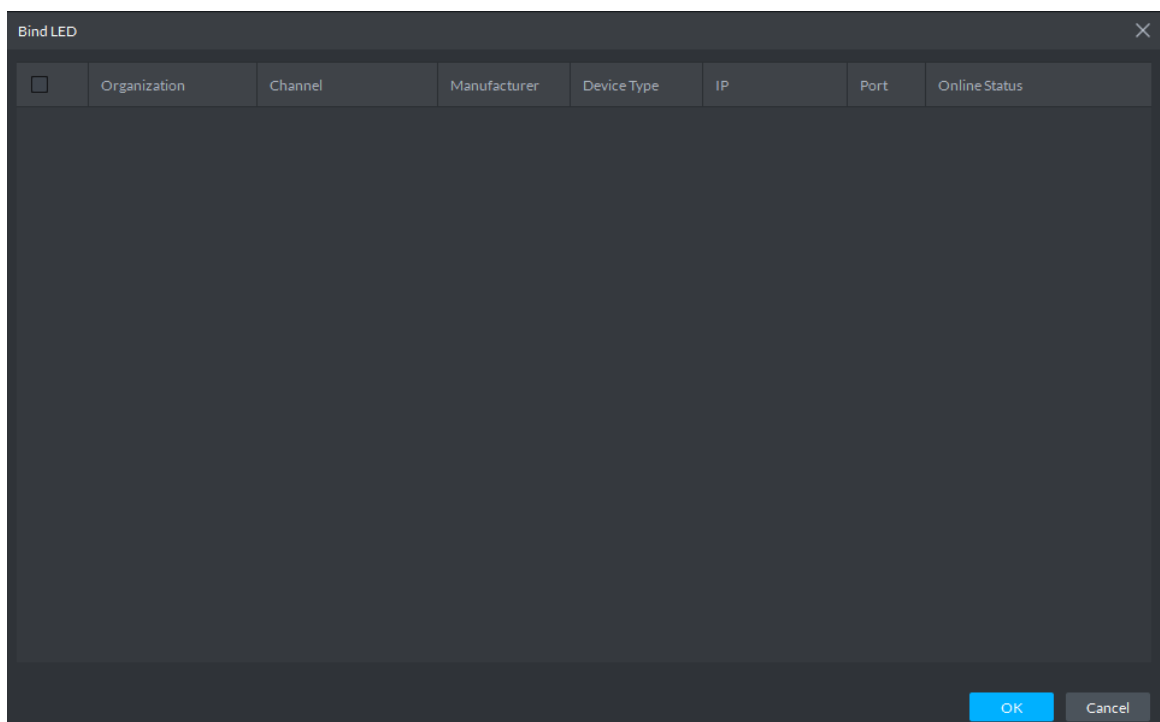 Bind LED
Organization Channel Manufacturer Device Type IP Port Online Status
OK Cancel